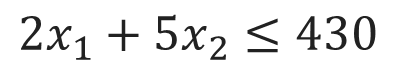 2x₁ + 5x₂ ≤ 430